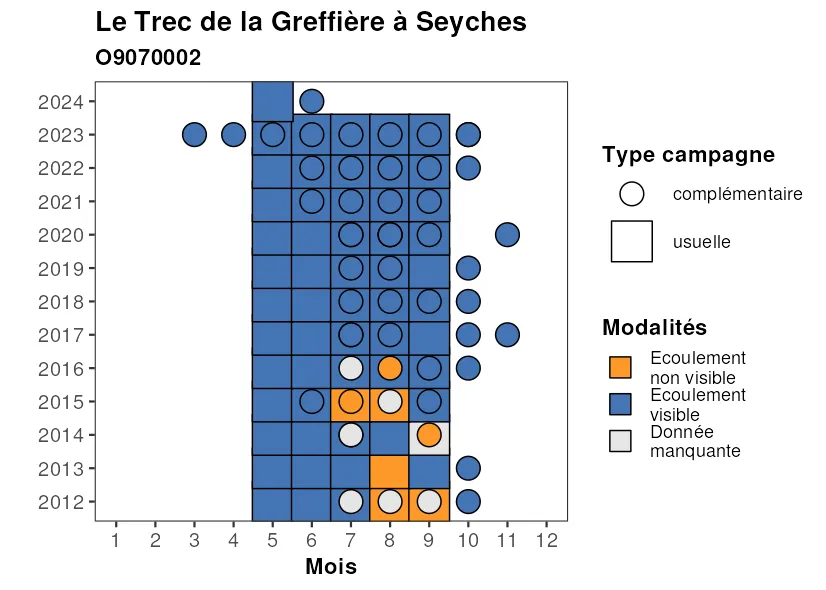 Le Trec de la Greffière à Seyches
O9070002
2024
2023
2022
2021
2020
2019
2018
2017
2016
2015
2014
2013
2012
1 2 3 4 5 6 7 8 9 10 11 12
Mois
Type campagne
complémentaire
usuelle
Modalités
Ecoulement
non visible
Ecoulement
visible
Donnée
manquante